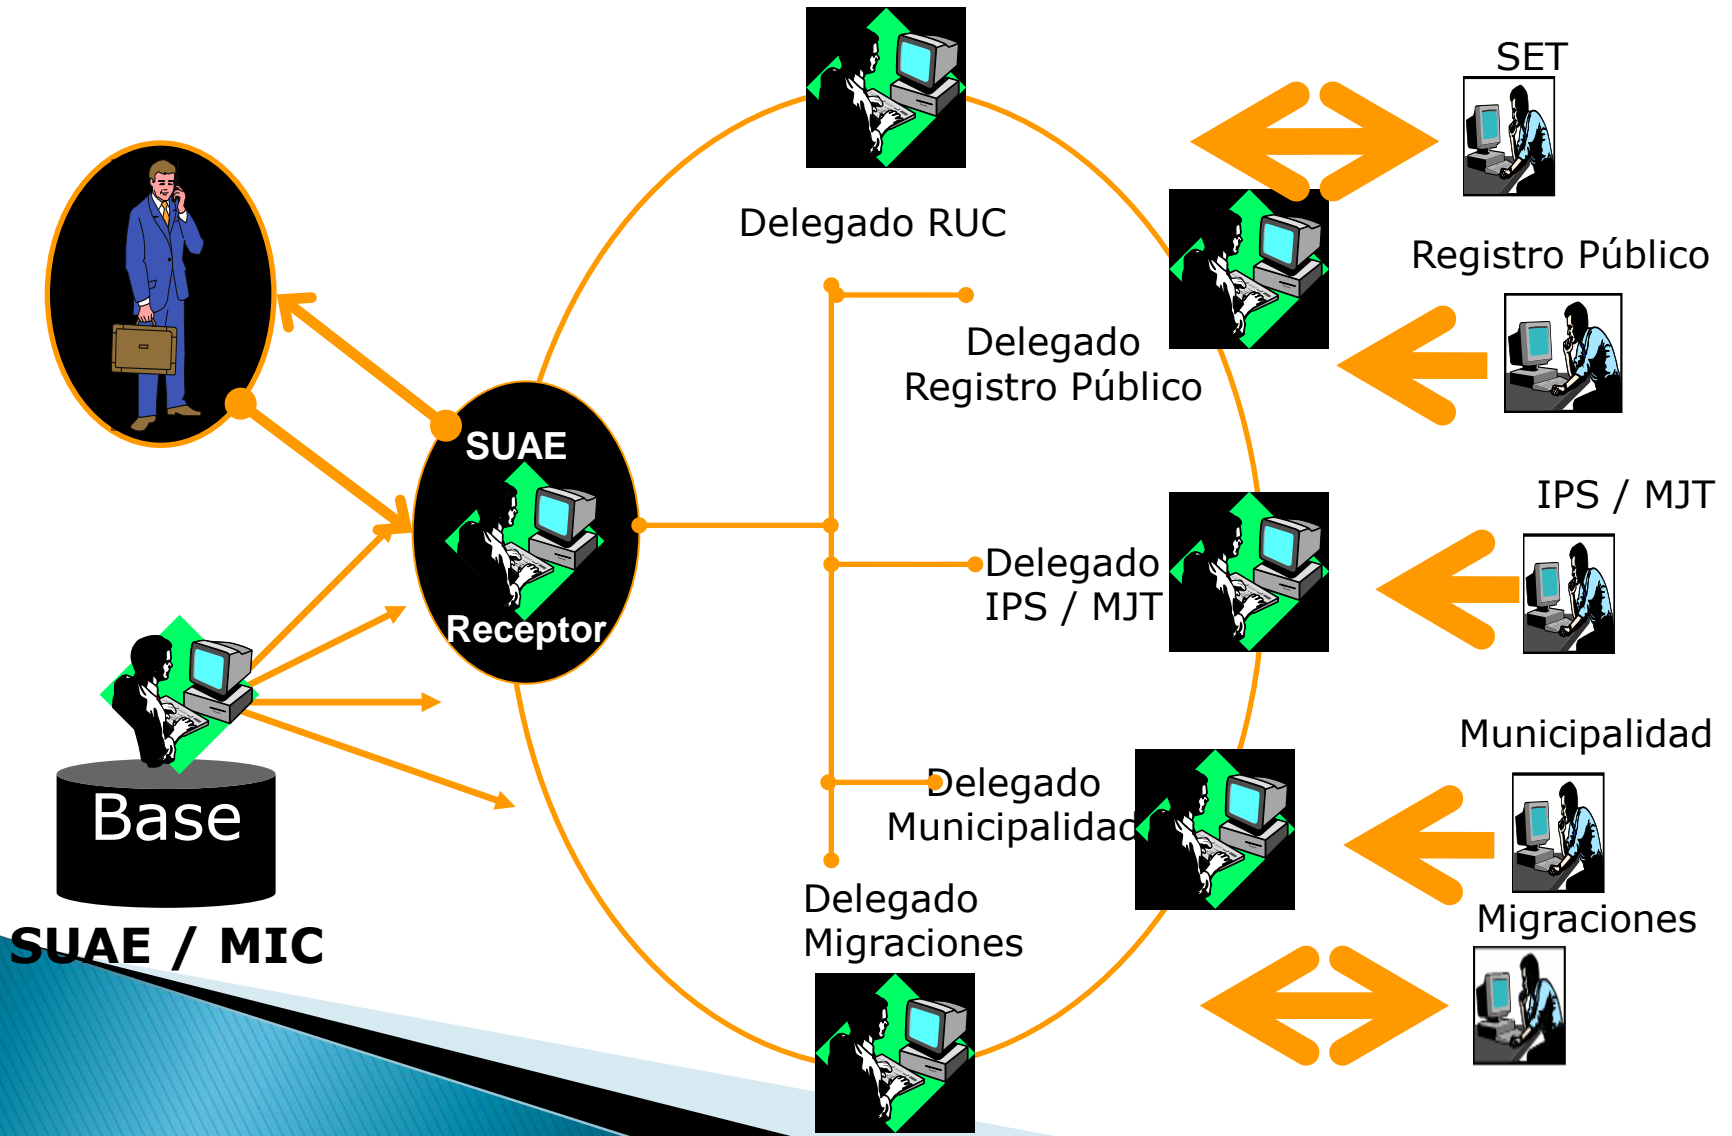 SET
Delegado RUC
Registro Público
Delegado
Registro Público
SUAE
Receptor
IPS / MJT
Delegado
IPS / MJT
Municipalidad
Delegado
Municipalidad
Base
SUAE / MIC
Delegado
Migraciones
Migraciones